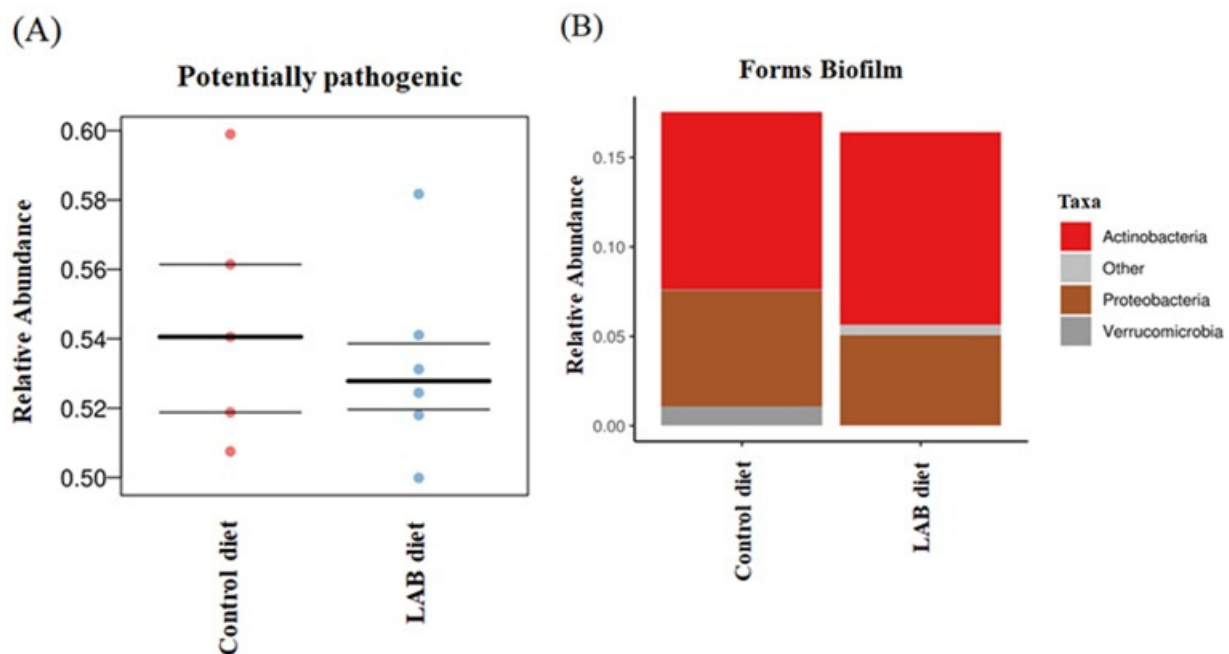 (A)
Potentially pathogenic
Relative Abundance
0.60
0.58
0.56
0.54
0.52
0.50
Control diet
LAB diet
(B)
Forms Biofilm
Relative Abundance
0.15
0.10
0.05
0.00
Control diet
LAB diet
Taxa
Actinobacteria
Other
Proteobacteria
Verrucomicrobia